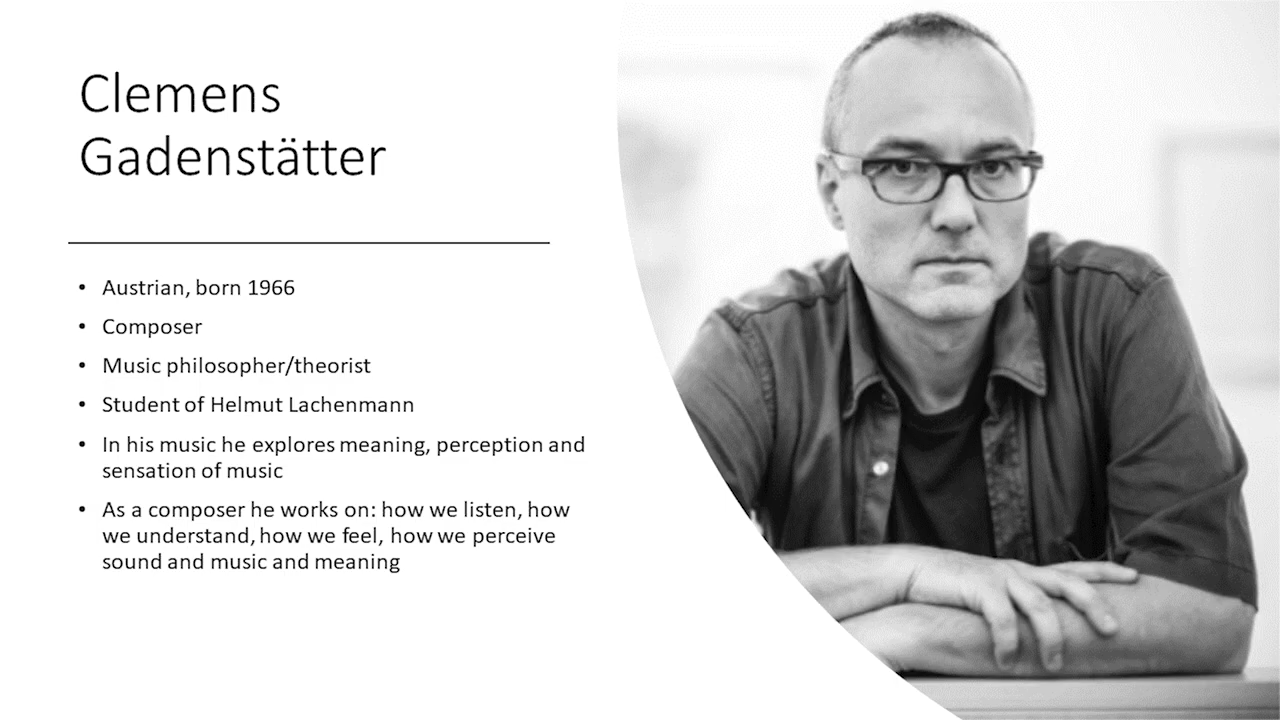 Clemens
Gadenstätter
• Austrian, born 1966
• Composer
• Music philosopher/theorist
• Student of Helmut Lachenmann
• In his music he explores meaning, perception and
sensation of music
• As a composer he works on: how we listen, how
we understand, how we feel, how we perceive
sound and music and meaning